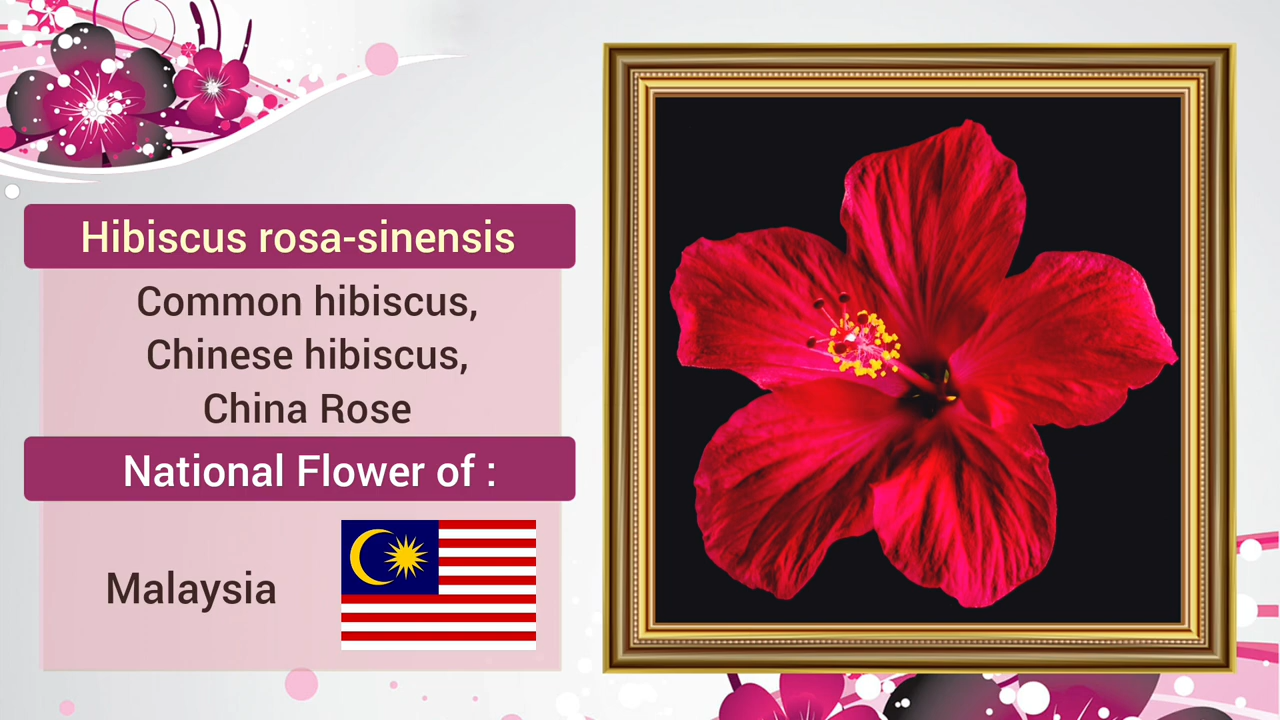 Hibiscus rosa-sinensis
Common hibiscus,
Chinese hibiscus,
China Rose
National Flower of :
Malaysia